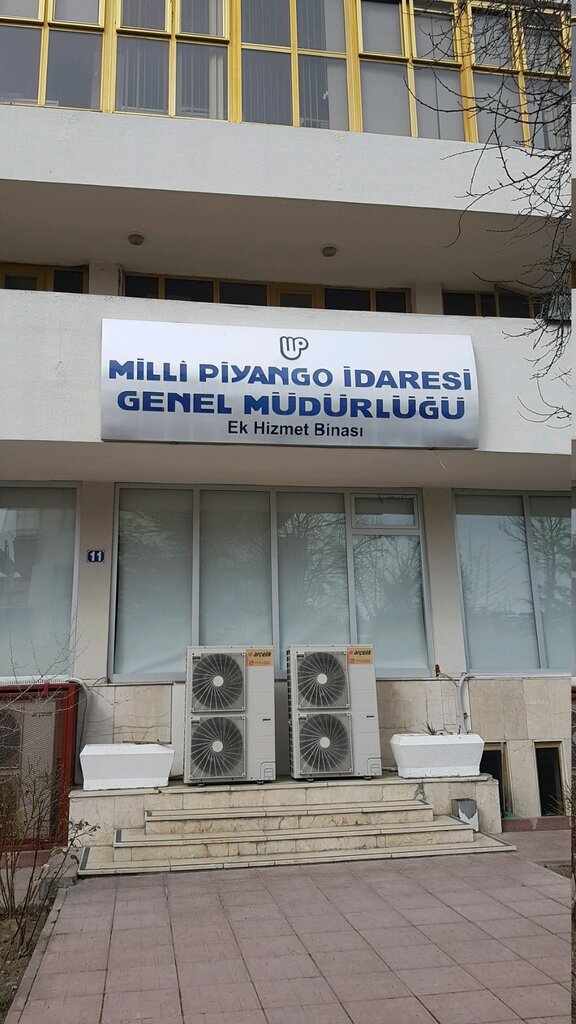 MİLLİ PİYANGO İDARESİ
GENEL MÜDÜRLÜĞÜ
Ek Hizmet Binası
11
arçelik
arçelik